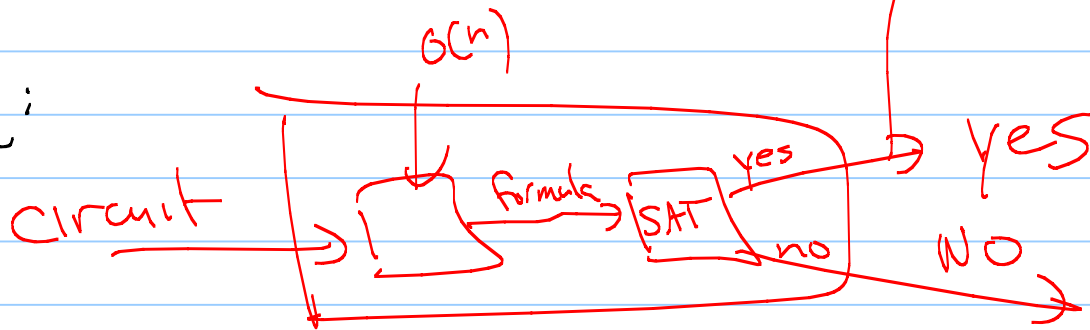 O(n)
;
yes
Yes
formula
Circuit
SAT
no
NO